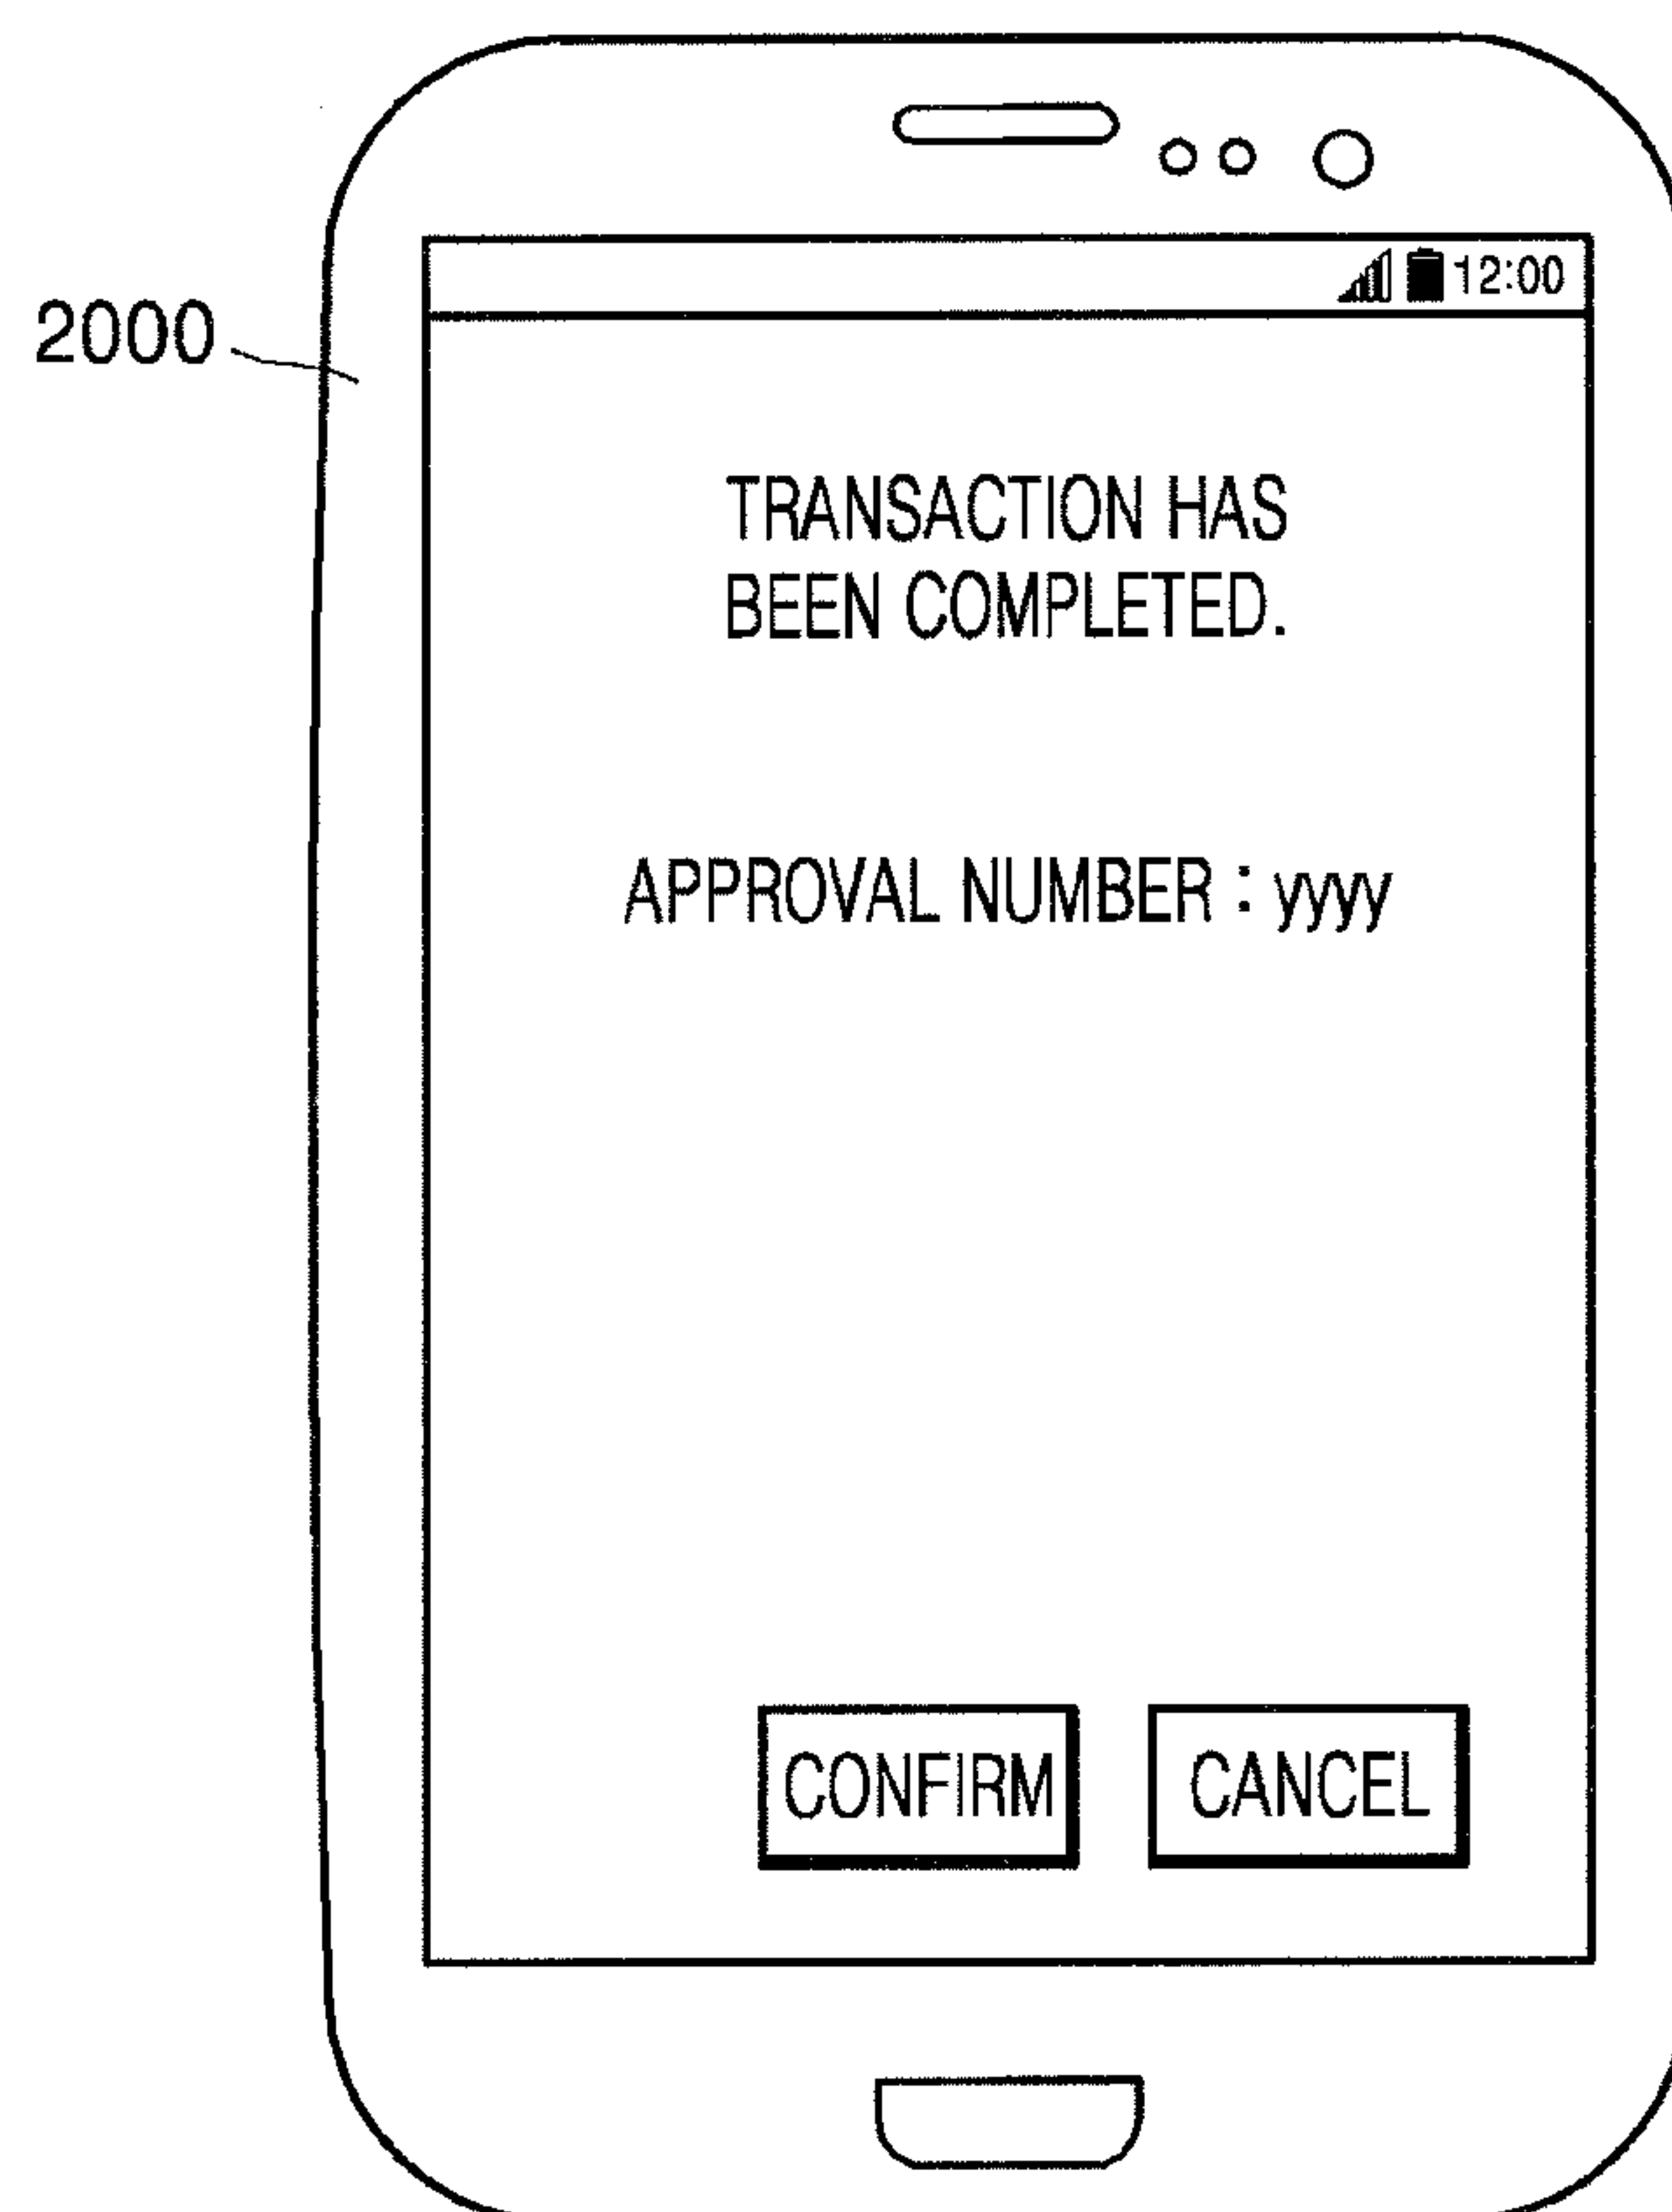 12:00
2000
TRANSACTION HAS
BEEN COMPLETED.
APPROVAL NUMBER : yyyy
CONFIRM CANCEL